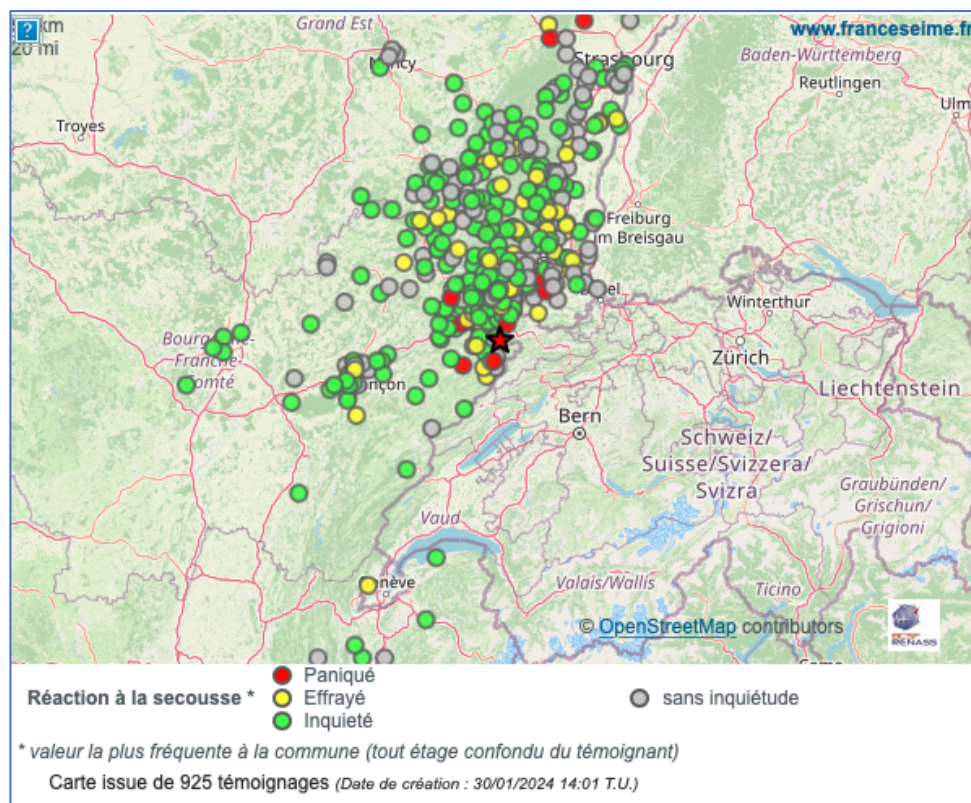 ?
km
20 mi
Grand Est
www.franceseime.fr
Nancy
Strasbourg
Baden-Württemberg
Reutlingen
Ulm
Troyes
Freiburg
im Breisgau
Winterthur
Zürich
Bourgogne-
Franche-
Comté
Liechtenstein
Bern
Schweiz/
Suisse/Svizzera/
Svizra
Graubünden/
Grischun/
Grigioni
Vaud
Genève
Valais/Wallis
Ticino
© OpenStreetMap contributors
RENASS
Réaction à la secousse *
Paniqué
Effrayé
Inquieté
sans inquiétude
* valeur la plus fréquente à la commune (tout étage confondu du témoignant)
Carte issue de 925 témoignages (Date de création : 30/01/2024 14:01 T.U.)